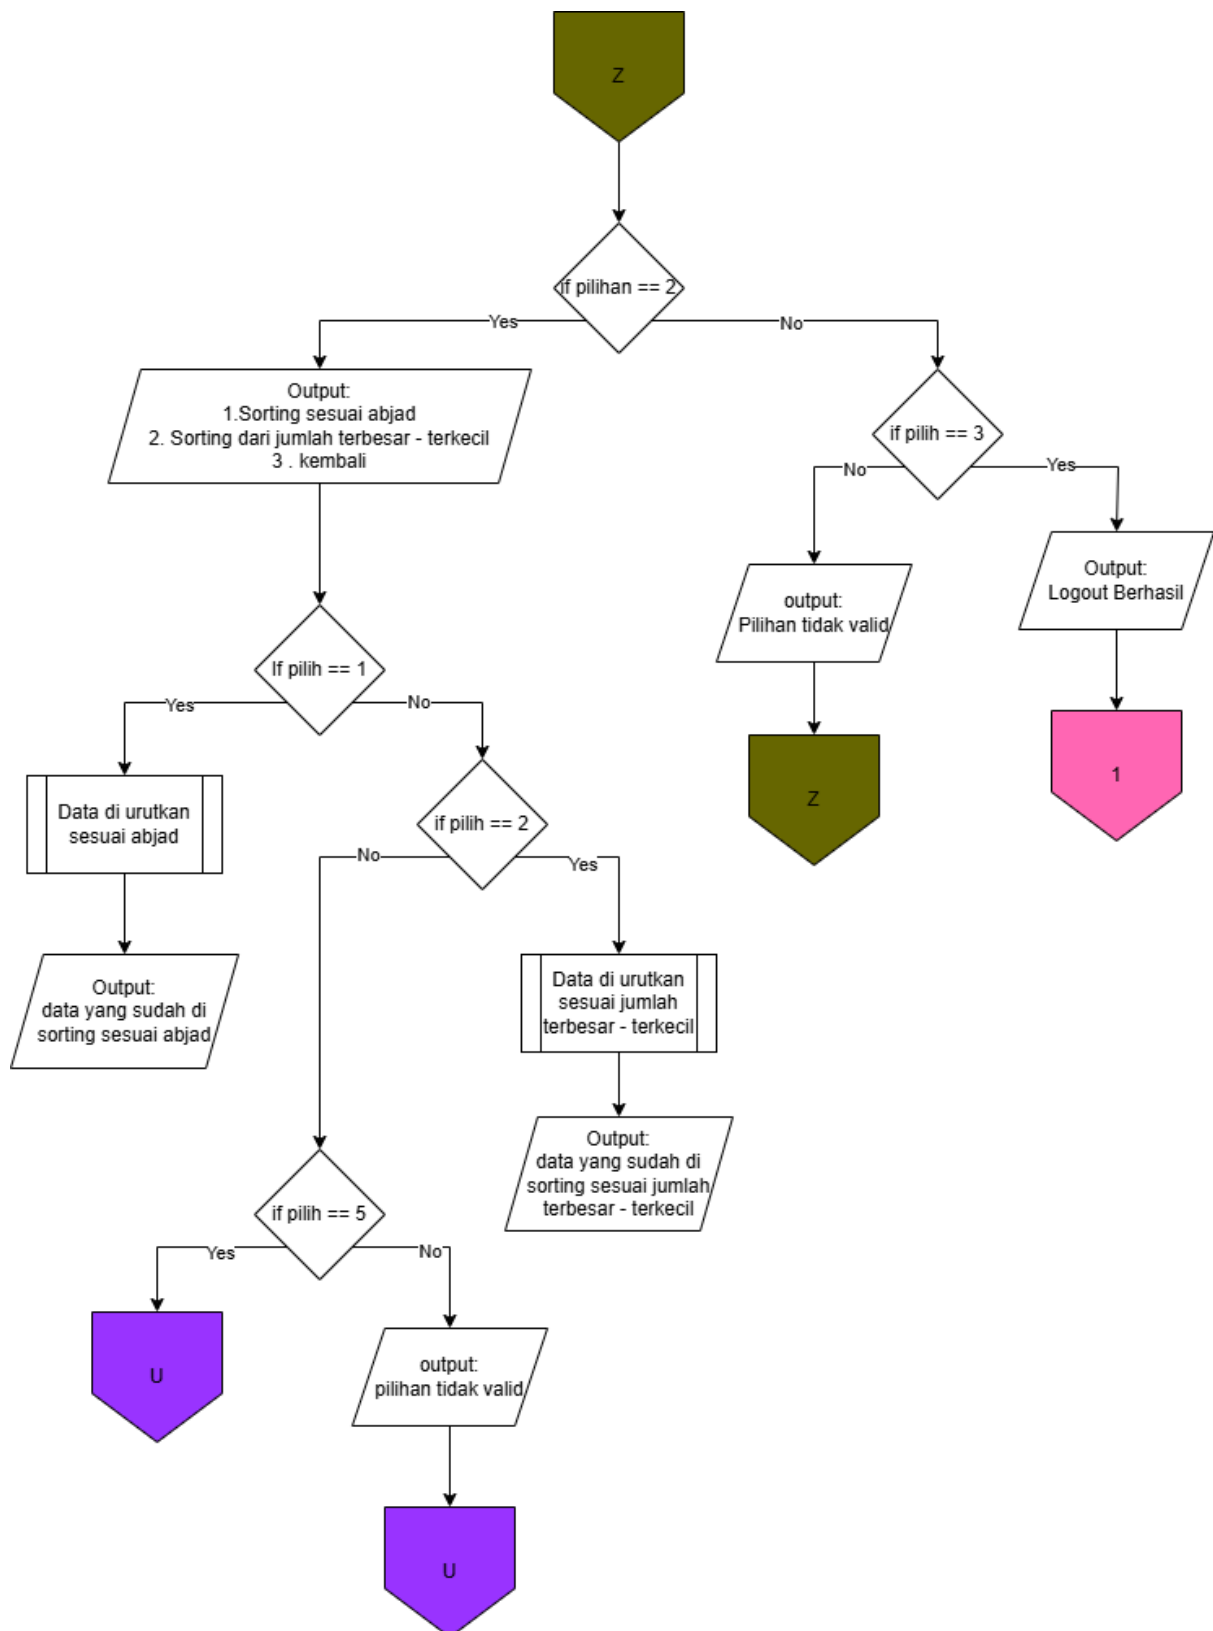 Z
if pilihan == 2
Yes
No
Output:
1.Sorting sesuai abjad
2. Sorting dari jumlah terbesar - terkecil
3 . kembali
if pilih == 3
No
Yes
output:
Pilihan tidak valid
Output:
Logout Berhasil
Z
1
If pilih == 1
Yes
No
Data di urutkan
sesuai abjad
if pilih == 2
No
Yes
Output:
data yang sudah di
sorting sesuai abjad
Data di urutkan
sesuai jumlah
terbesar - terkecil
Output:
data yang sudah di
sorting sesuai jumlah
terbesar - terkecil
if pilih == 5
Yes
No
U
output:
pilihan tidak valid
U